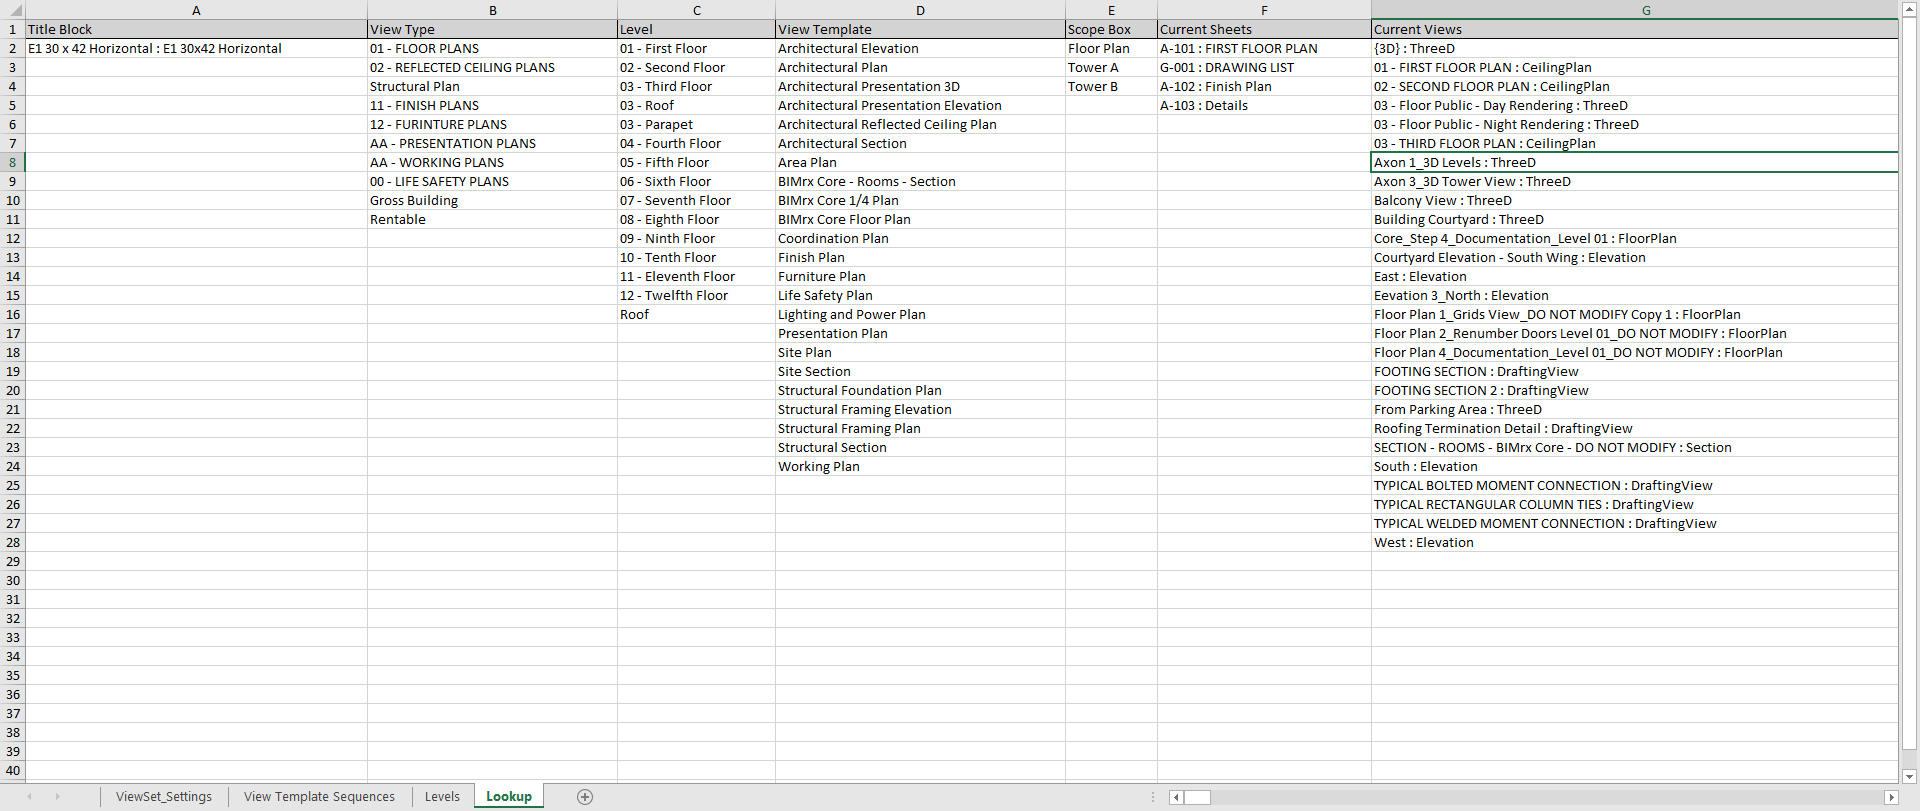 A B C D E F G
1 Title Block View Type Level View Template Scope Box Current Sheets Current Views
2 E1 30 x 42 Horizontal : E1 30x42 Horizontal 01 - FLOOR PLANS 01 - First Floor Architectural Elevation Floor Plan A-101 : FIRST FLOOR PLAN {3D} : ThreeD
3 02 - REFLECTED CEILING PLANS 02 - Second Floor Architectural Plan Tower A G-001 : DRAWING LIST 01 - FIRST FLOOR PLAN : CeilingPlan
4 Structural Plan 03 - Third Floor Architectural Presentation 3D Tower B A-102 : Finish Plan 02 - SECOND FLOOR PLAN : CeilingPlan
5 11 - FINISH PLANS 03 - Roof Architectural Presentation Elevation A-103 : Details 03 - Floor Public - Day Rendering : ThreeD
6 12 - FURINTURE PLANS 03 - Parapet Architectural Reflected Ceiling Plan 03 - Floor Public - Night Rendering : ThreeD
7 AA - PRESENTATION PLANS 04 - Fourth Floor Architectural Section 03 - THIRD FLOOR PLAN : CeilingPlan
8 AA - WORKING PLANS 05 - Fifth Floor Area Plan Axon 1_3D Levels : ThreeD
9 00 - LIFE SAFETY PLANS 06 - Sixth Floor BIMrx Core - Rooms - Section Axon 3_3D Tower View : ThreeD
10 Gross Building 07 - Seventh Floor BIMrx Core 1/4 Plan Balcony View : ThreeD
11 Rentable 08 - Eighth Floor BIMrx Core Floor Plan Building Courtyard : ThreeD
12 09 - Ninth Floor Coordination Plan Core_Step 4_Documentation_Level 01 : FloorPlan
13 10 - Tenth Floor Finish Plan Courtyard Elevation - South Wing : Elevation
14 11 - Eleventh Floor Furniture Plan East : Elevation
15 12 - Twelfth Floor Life Safety Plan Eevation 3_North : Elevation
16 Roof Lighting and Power Plan Floor Plan 1_Grids View_DO NOT MODIFY Copy 1 : FloorPlan
17 Presentation Plan Floor Plan 2_Renumber Doors Level 01_DO NOT MODIFY : FloorPlan
18 Site Plan Floor Plan 4_Documentation_Level 01_DO NOT MODIFY : FloorPlan
19 Site Section FOOTING SECTION : DraftingView
20 Structural Foundation Plan FOOTING SECTION 2 : DraftingView
21 Structural Framing Elevation From Parking Area : ThreeD
22 Structural Framing Plan Roofing Termination Detail : DraftingView
23 Structural Section SECTION - ROOMS - BIMrx Core - DO NOT MODIFY : Section
24 Working Plan South : Elevation
25 TYPICAL BOLTED MOMENT CONNECTION : DraftingView
26 TYPICAL RECTANGULAR COLUMN TIES : DraftingView
27 TYPICAL WELDED MOMENT CONNECTION : DraftingView
28 West : Elevation
29
30
31
32
33
34
35
36
37
38
39
40
ViewSet_Settings View Template Sequences Levels Lookup